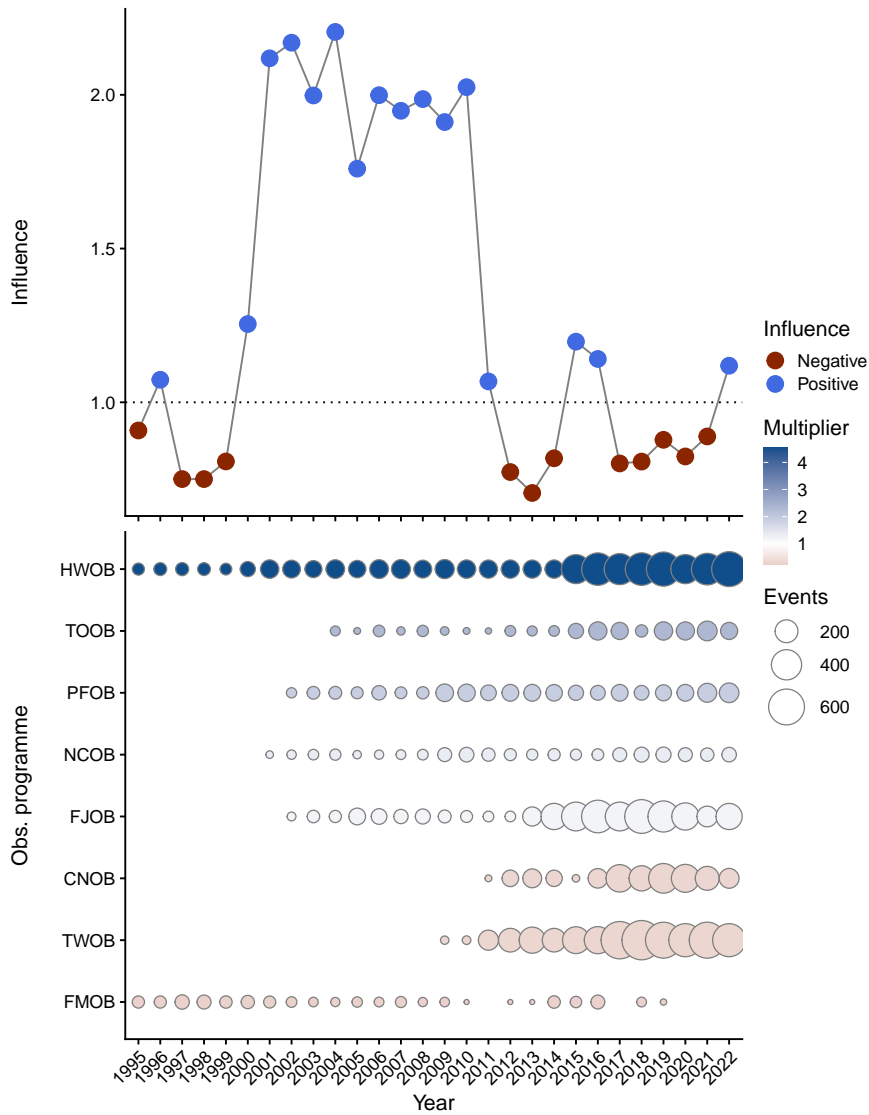 2.0
1.5
1.0
Influence
Influence
Negative
Positive
Multiplier
4
3
2
1
Events
200
400
600
HWOB
TOOB
PFOB
NCOB
FJOB
CNOB
TWOB
FMOB
Obs. programme
1995 1996 1997 1998 1999 2000 2001 2002 2003 2004 2005 2006 2007 2008 2009 2010 2011 2012 2013 2014 2015 2016 2017 2018 2019 2020 2021 2022
Year